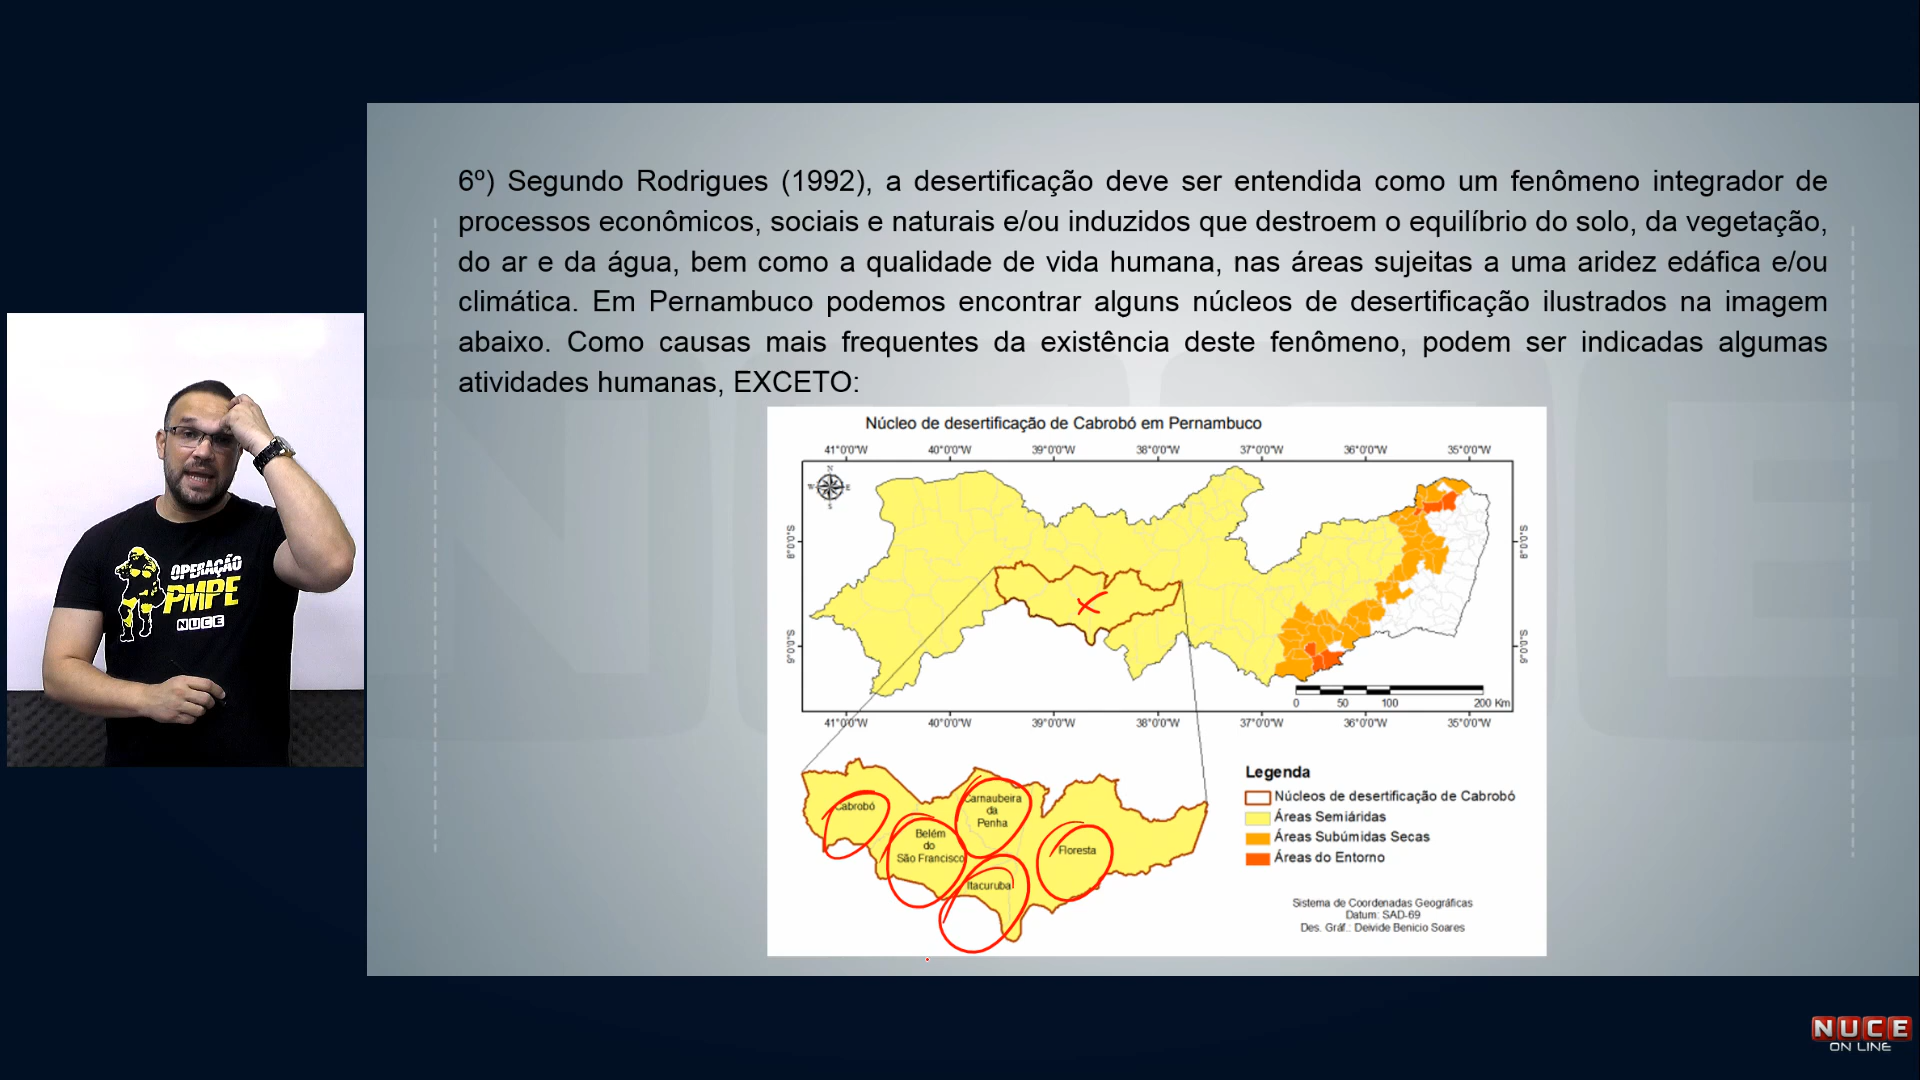 6º) Segundo Rodrigues (1992), a desertificação deve ser entendida como um fenômeno integrador de
processos econômicos, sociais e naturais e/ou induzidos que destroem o equilíbrio do solo, da vegetação,
do ar e da água, bem como a qualidade de vida humana, nas áreas sujeitas a uma aridez edáfica e/ou
climática. Em Pernambuco podemos encontrar alguns núcleos de desertificação ilustrados na imagem
abaixo. Como causas mais frequentes da existência deste fenômeno, podem ser indicadas algumas
atividades humanas, EXCETO:
Núcleo de desertificação de Cabrobó em Pernambuco
41°0'0"W 40°0'0"W 39°0'0"W 38°0'0"W 37°0'0"W 36°0'0"W 35°0'0"W
N
W E
S
8°0'0"S 8°0'0"S
9°0'0"S 9°0'0"S
0 50 100 200 Km
41°0'0"W 40°0'0"W 39°0'0"W 38°0'0"W 37°0'0"W 36°0'0"W 35°0'0"W
Cabrobó
Carnaubeira
da
Penha
Belém
do
São Francisco
Floresta
Itacuruba
Legenda
Núcleos de desertificação de Cabrobó
Áreas Semiáridas
Áreas Subúmidas Secas
Áreas do Entorno
Sistema de Coordenadas Geográficas
Datum: SAD-69
Des. Gráf.: Deivide Benicio Soares
OPERAÇÃO
PMPE
NUCE
NUCE
ON LINE